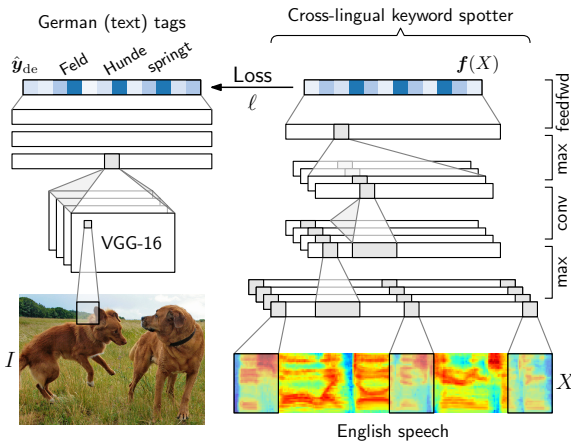 German (text) tags
Cross-lingual keyword spotter
ŷ_de
Feld
Hunde
springt
Loss
ℓ
f(X)
feedfwd
max
conv
max
VGG-16
I
X
English speech